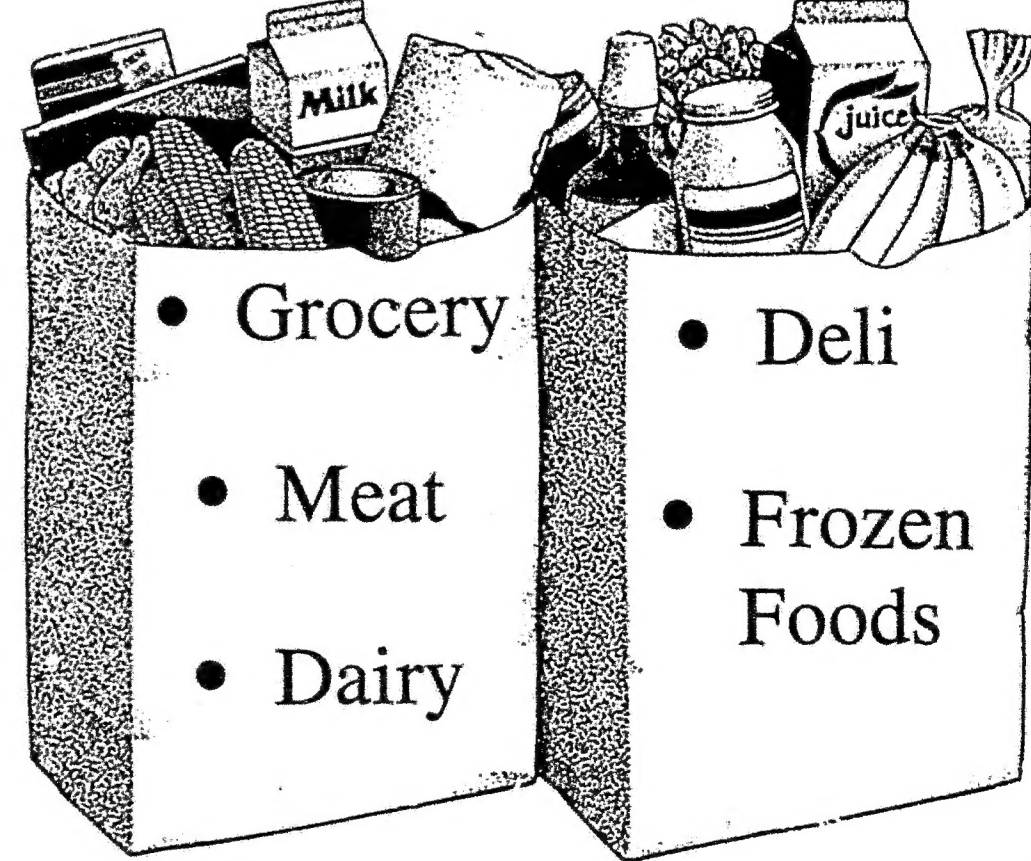 Milk
juice
• Grocery
• Meat
• Dairy
• Deli
• Frozen
Foods